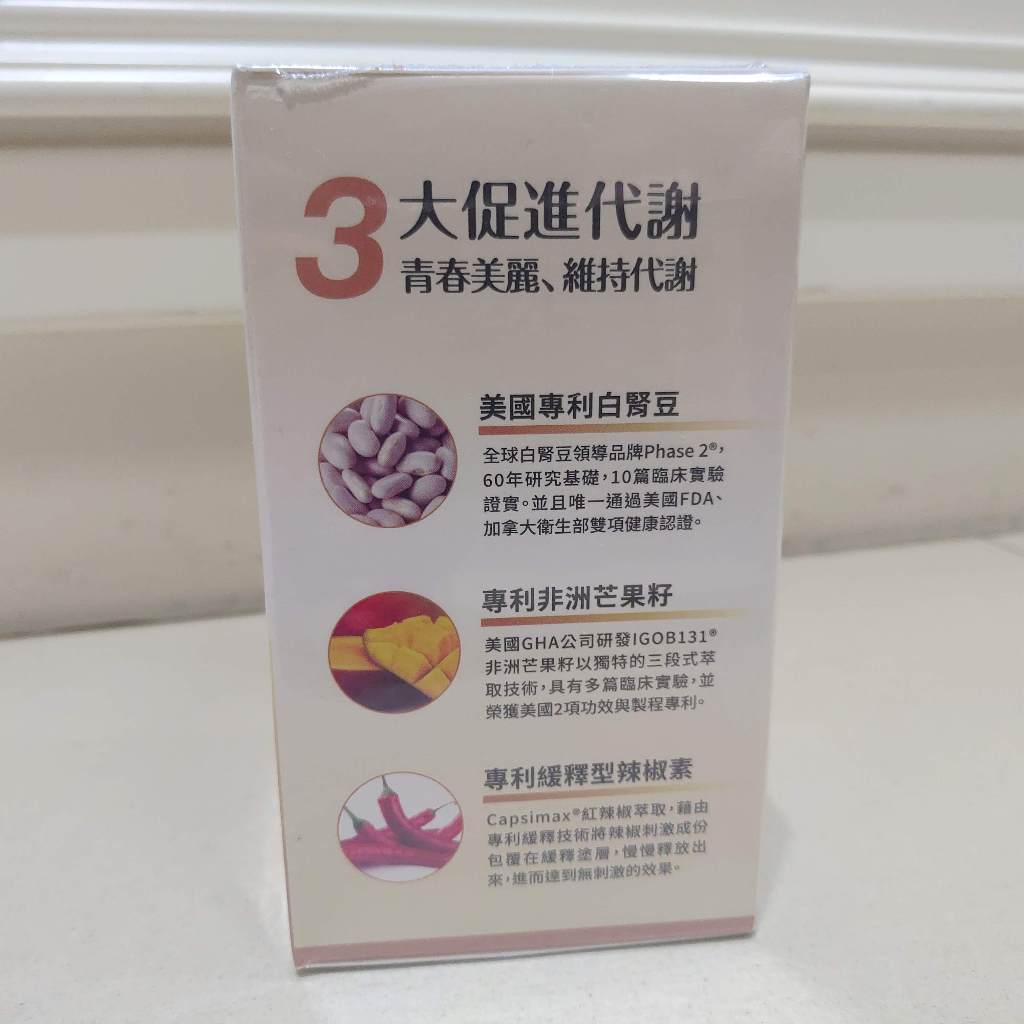 3大促進代謝
青春美麗、維持代謝
美國專利白腎豆
全球白腎豆領導品牌Phase 2®,
60年研究基礎,10篇臨床實驗
證實。並且唯一通過美國FDA、
加拿大衛生部雙項健康認證。
專利非洲芒果籽
美國GHA公司研發IGOB131®
非洲芒果籽以獨特的三段式萃
取技術,具有多篇臨床實驗,並
榮獲美國2項功效與製程專利。
專利緩釋型辣椒素
Capsimax®紅辣椒萃取,藉由
專利緩釋技術將辣椒刺激成份
包覆在緩釋塗層,慢慢釋放出
來,進而達到無刺激的效果。